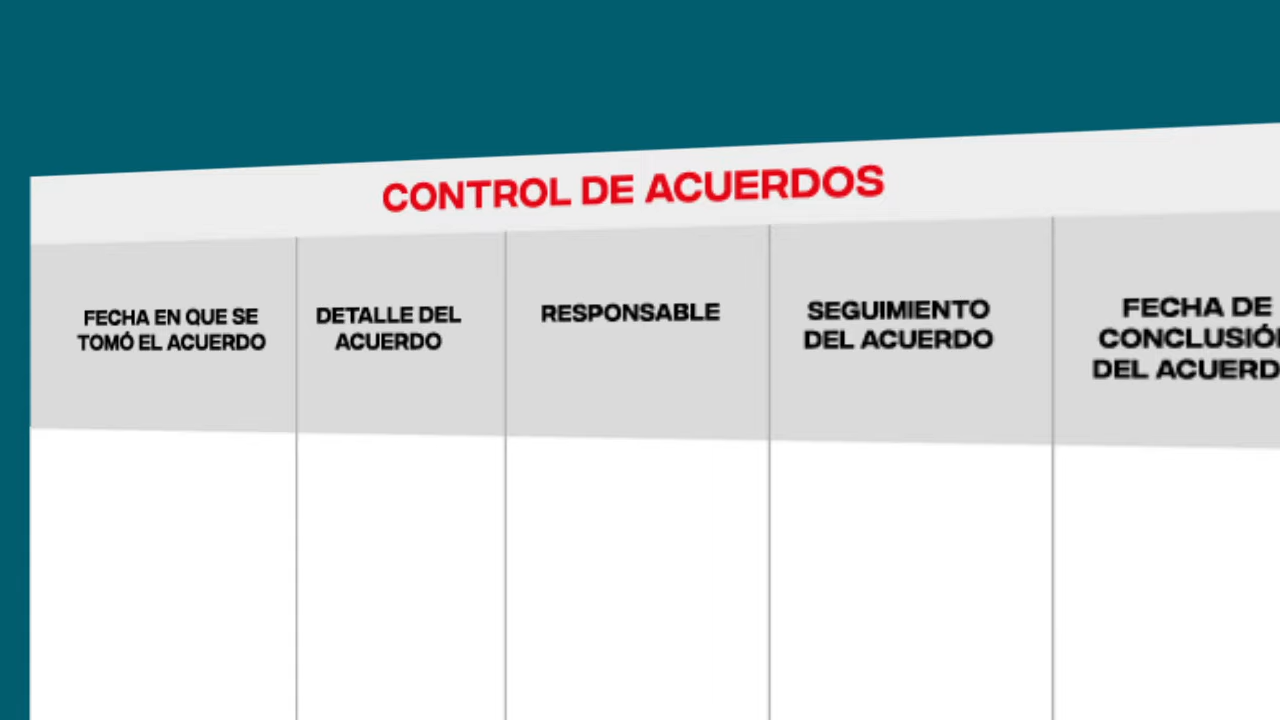 CONTROL DE ACUERDOS
FECHA EN QUE SE
TOMÓ EL ACUERDO
DETALLE DEL
ACUERDO
RESPONSABLE
SEGUIMIENTO
DEL ACUERDO
FECHA DE
DEL